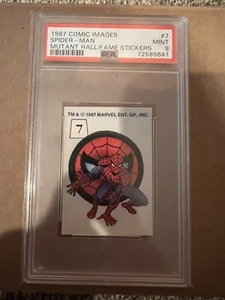 1987 COMIC IMAGES #7
SPIDER-MAN MINT
MUTANT HALL/FAME STICKERS 9
PSA 72589641
TM & © 1987 MARVEL ENT. GP., INC.
7